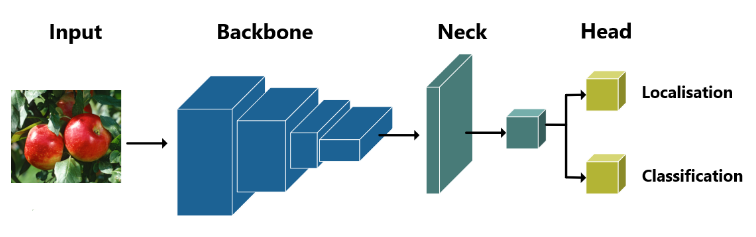 Input
Backbone
Neck
Head
Localisation
Classification